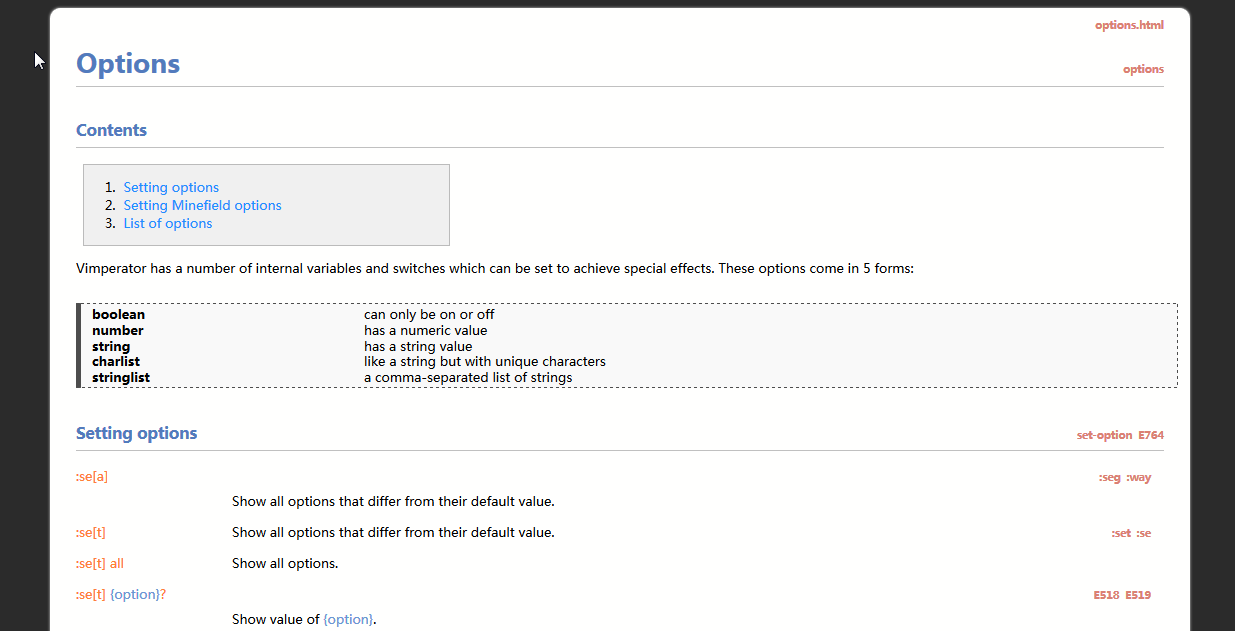 options.html
Options options
Contents
1. Setting options
2. Setting Minefield options
3. List of options
Vimperator has a number of internal variables and switches which can be set to achieve special effects. These options come in 5 forms:
boolean can only be on or off
number has a numeric value
string has a string value
charlist like a string but with unique characters
stringlist a comma-separated list of strings
Setting options set-option E764
:se[a] :seg :way
Show all options that differ from their default value.
:se[t] Show all options that differ from their default value. :set :se
:se[t] all Show all options.
:se[t] {option}? E518 E519
Show value of {option}.